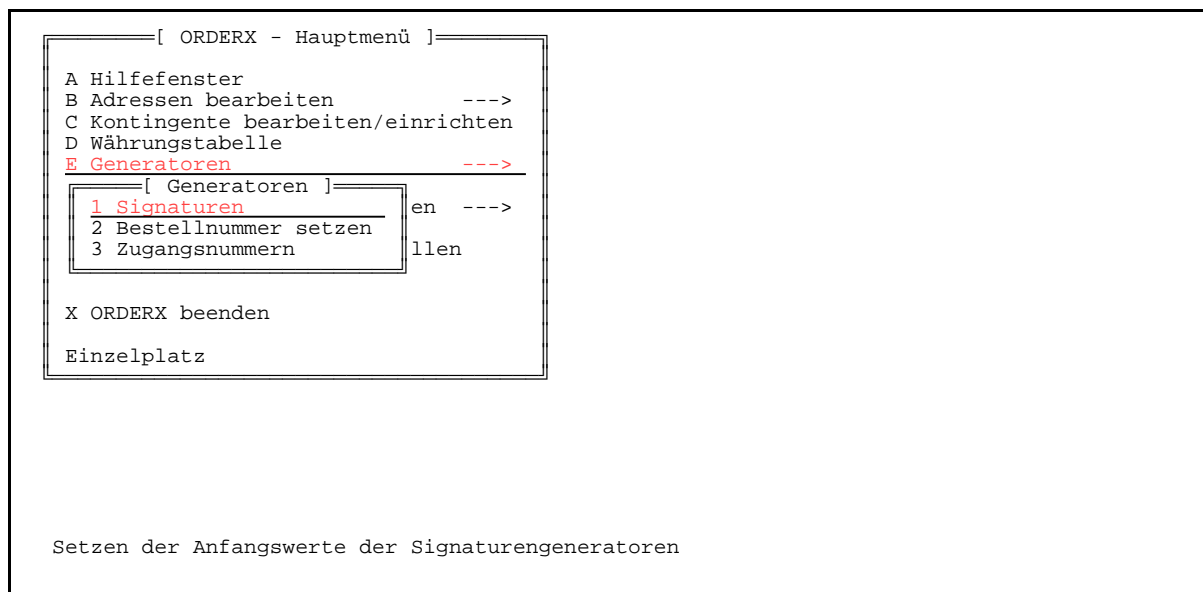 [ ORDERX - Hauptmenü ]
A Hilfefenster
B Adressen bearbeiten --->
C Kontingente bearbeiten/einrichten
D Währungstabelle
E Generatoren --->
[ Generatoren ]
1 Signaturen en --->
2 Bestellnummer setzen
3 Zugangsnummern llen
X ORDERX beenden
Einzelplatz
Setzen der Anfangswerte der Signaturengeneratoren